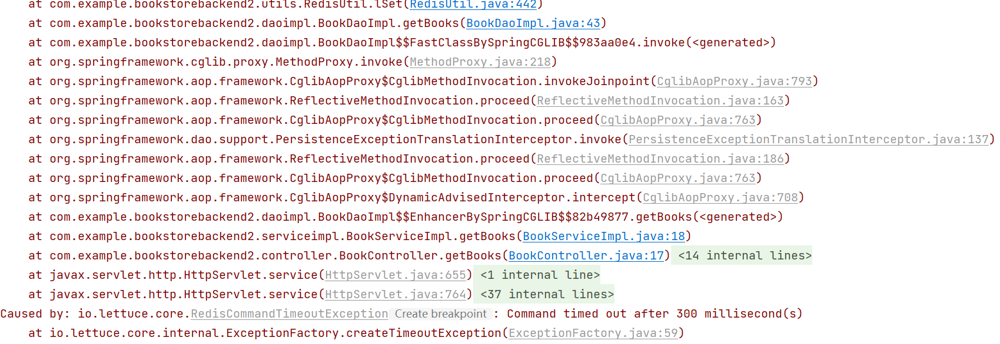 at com.example.bookstorebackend2.utils.RedisUtil.lSet(RedisUtil.java:442)
at com.example.bookstorebackend2.daoimpl.BookDaoImpl.getBooks(BookDaoImpl.java:43)
at com.example.bookstorebackend2.daoimpl.BookDaoImpl$$FastClassBySpringCGLIB$$983aa0e4.invoke(<generated>)
at org.springframework.cglib.proxy.MethodProxy.invoke(MethodProxy.java:218)
at org.springframework.aop.framework.CglibAopProxy$CglibMethodInvocation.invokeJoinpoint(CglibAopProxy.java:793)
at org.springframework.aop.framework.ReflectiveMethodInvocation.proceed(ReflectiveMethodInvocation.java:163)
at org.springframework.aop.framework.CglibAopProxy$CglibMethodInvocation.proceed(CglibAopProxy.java:763)
at org.springframework.dao.support.PersistenceExceptionTranslationInterceptor.invoke(PersistenceExceptionTranslationInterceptor.java:137)
at org.springframework.aop.framework.ReflectiveMethodInvocation.proceed(ReflectiveMethodInvocation.java:186)
at org.springframework.aop.framework.CglibAopProxy$CglibMethodInvocation.proceed(CglibAopProxy.java:763)
at org.springframework.aop.framework.CglibAopProxy$DynamicAdvisedInterceptor.intercept(CglibAopProxy.java:708)
at com.example.bookstorebackend2.daoimpl.BookDaoImpl$$EnhancerBySpringCGLIB$$82b49877.getBooks(<generated>)
at com.example.bookstorebackend2.serviceimpl.BookServiceImpl.getBooks(BookServiceImpl.java:18)
at com.example.bookstorebackend2.controller.BookController.getBooks(BookController.java:17) <14 internal lines>
at javax.servlet.http.HttpServlet.service(HttpServlet.java:655) <1 internal line>
at javax.servlet.http.HttpServlet.service(HttpServlet.java:764) <37 internal lines>
Caused by: io.lettuce.core.RedisCommandTimeoutException Create breakpoint : Command timed out after 300 millisecond(s)
at io.lettuce.core.internal.ExceptionFactory.createTimeoutException(ExceptionFactory.java:59)